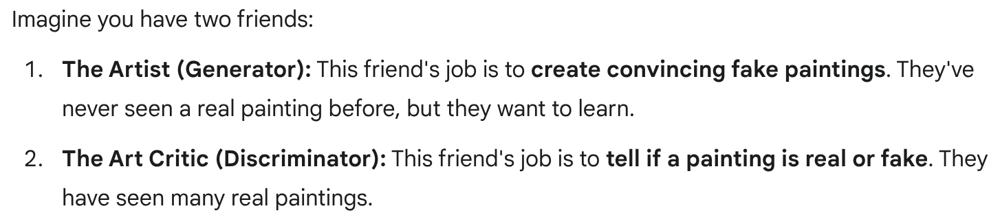 Imagine you have two friends:
1. The Artist (Generator): This friend's job is to create convincing fake paintings. They've
never seen a real painting before, but they want to learn.
2. The Art Critic (Discriminator): This friend's job is to tell if a painting is real or fake. They
have seen many real paintings.